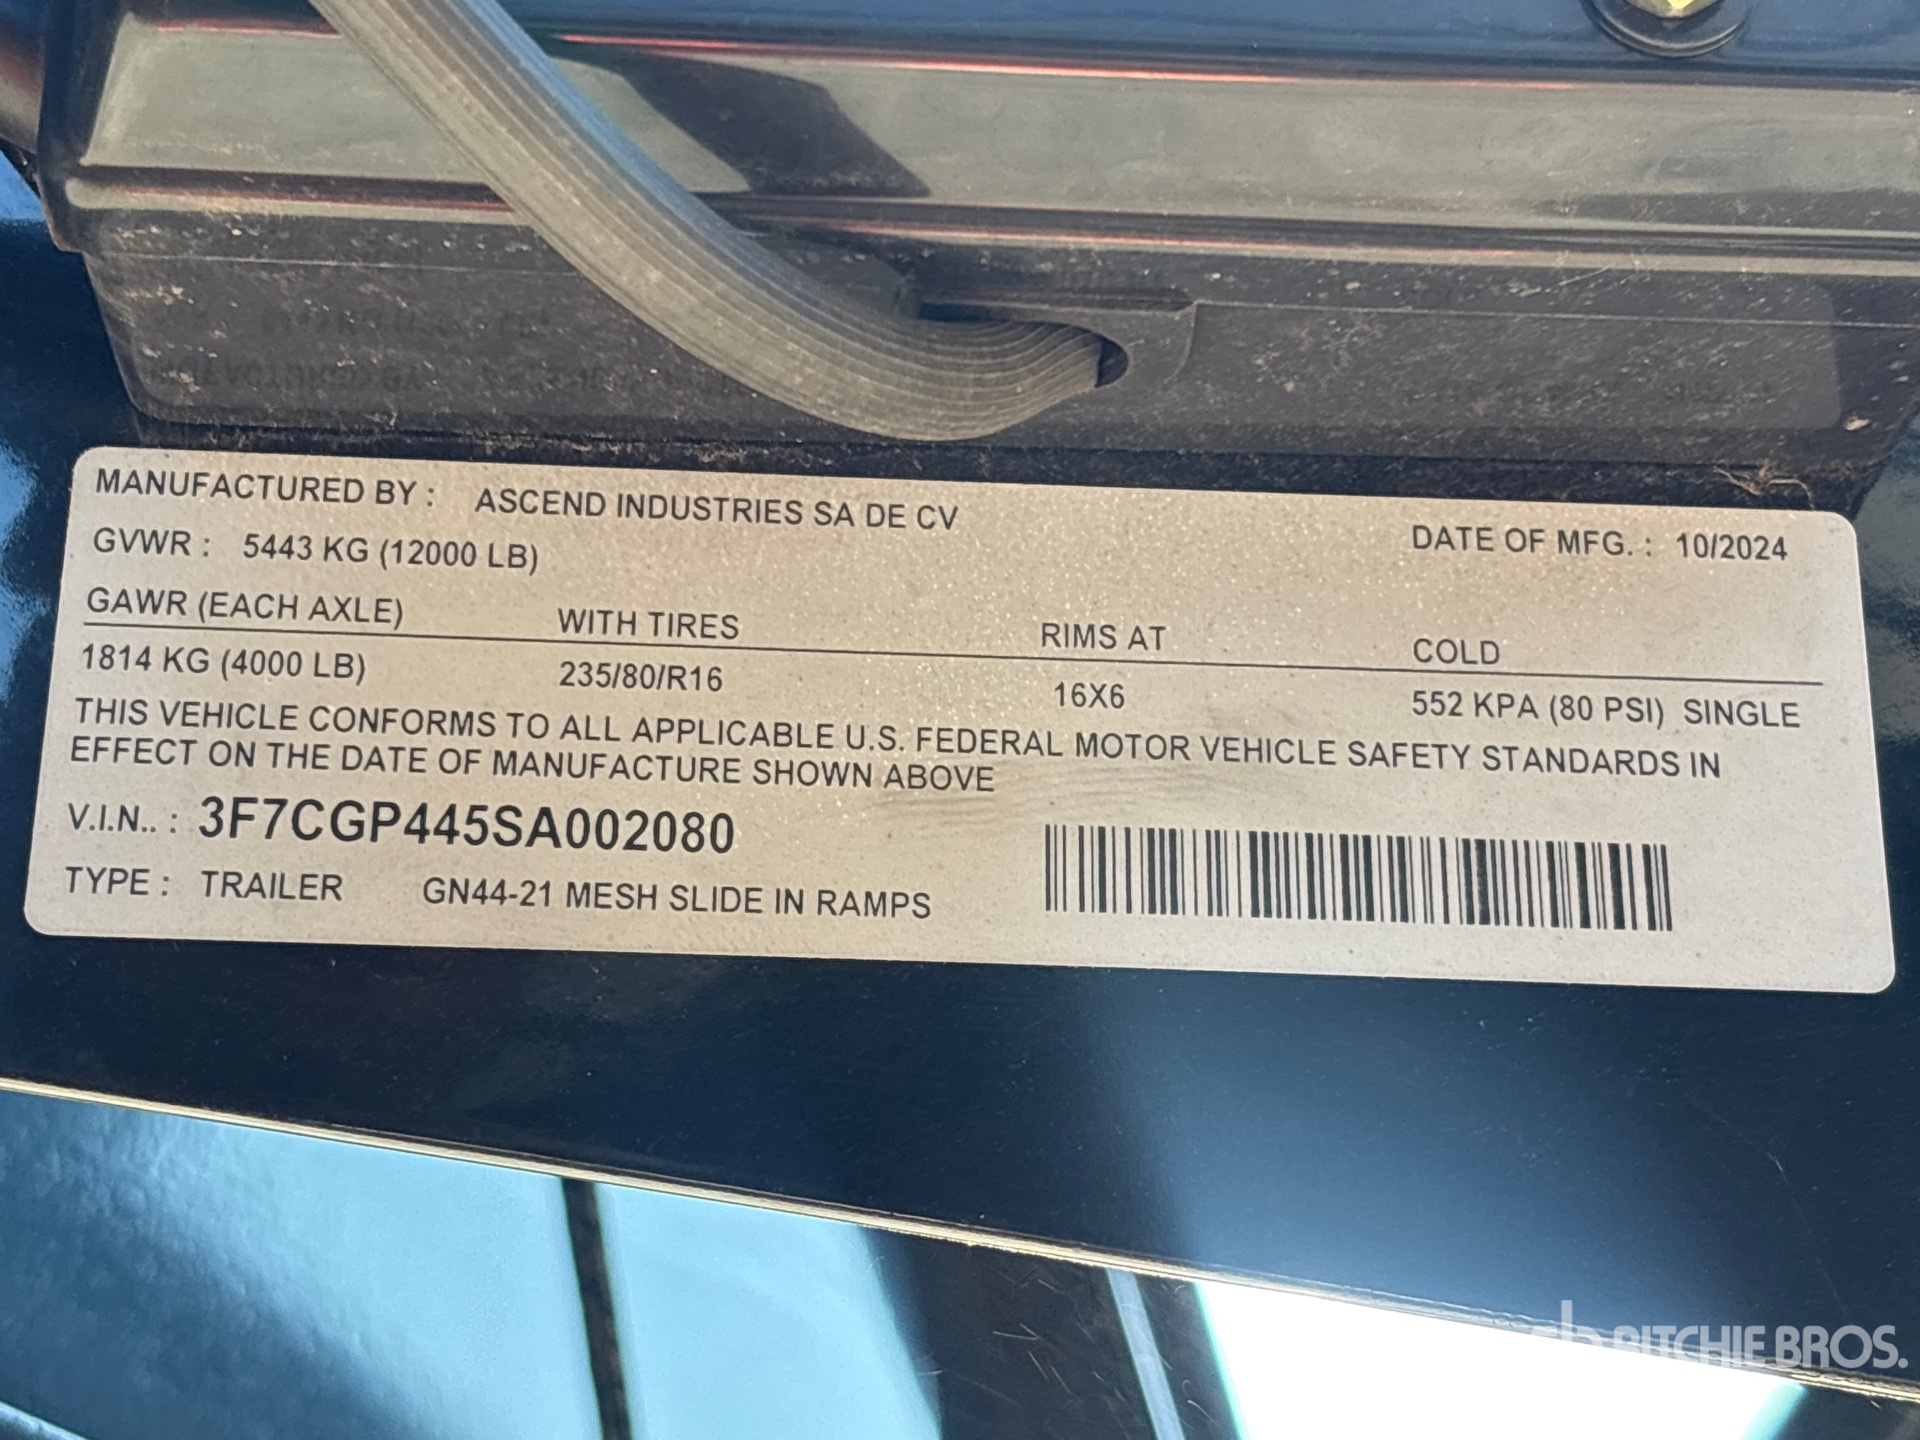 MANUFACTURED BY : ASCEND INDUSTRIES SA DE CV
GVWR : 5443 KG (12000 LB) DATE OF MFG. : 10/2024
GAWR (EACH AXLE) WITH TIRES RIMS AT COLD
1814 KG (4000 LB) 235/80/R16 16X6 552 KPA (80 PSI) SINGLE
THIS VEHICLE CONFORMS TO ALL APPLICABLE U.S. FEDERAL MOTOR VEHICLE SAFETY STANDARDS IN
EFFECT ON THE DATE OF MANUFACTURE SHOWN ABOVE
V.I.N.. : 3F7CGP445SA002080
TYPE : TRAILER GN44-21 MESH SLIDE IN RAMPS
rb RITCHIE BROS.